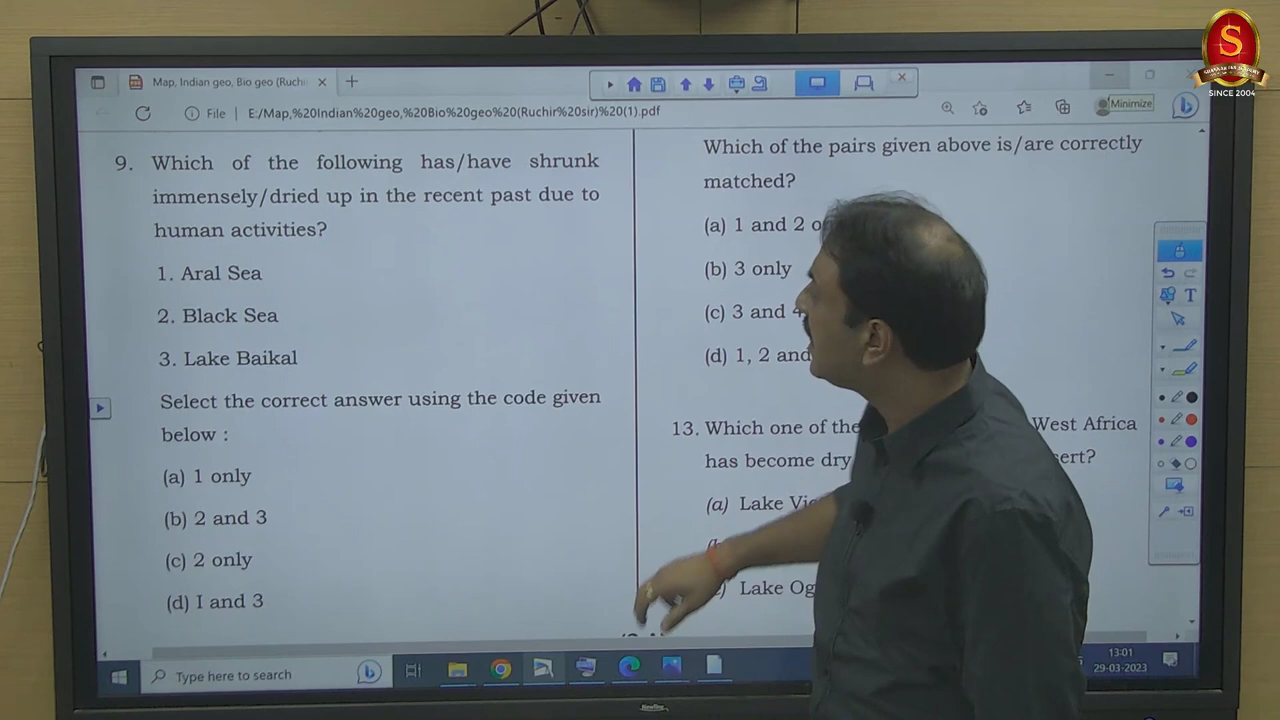 S
SINCE 2004
Map, Indian geo, Bio geo (Ruchir
File | E:/Map,%20Indian%20geo,%20Bio%20geo%20(Ruchir%20sir)%20(1).pdf
Minimize
9. Which of the following has/have shrunk
immensely/dried up in the recent past due to
human activities?
1. Aral Sea
2. Black Sea
3. Lake Baikal
Select the correct answer using the code given
below :
(a) 1 only
(b) 2 and 3
(c) 2 only
(d) I and 3
Which of the pairs given above is/are correctly
matched?
(a) 1 and 2
(b) 3 only
(c) 3 and
(d) 1, 2 and
13. Which one of the West Africa
has become dry
(a) Lake
Lake
T
Type here to search
13:01
29-03-2023